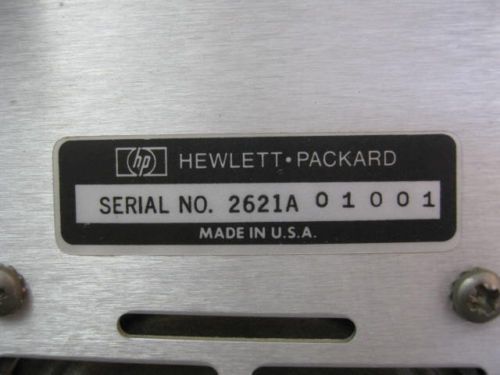 hp HEWLETT•PACKARD
SERIAL NO. 2621A 01001
MADE IN U.S.A.